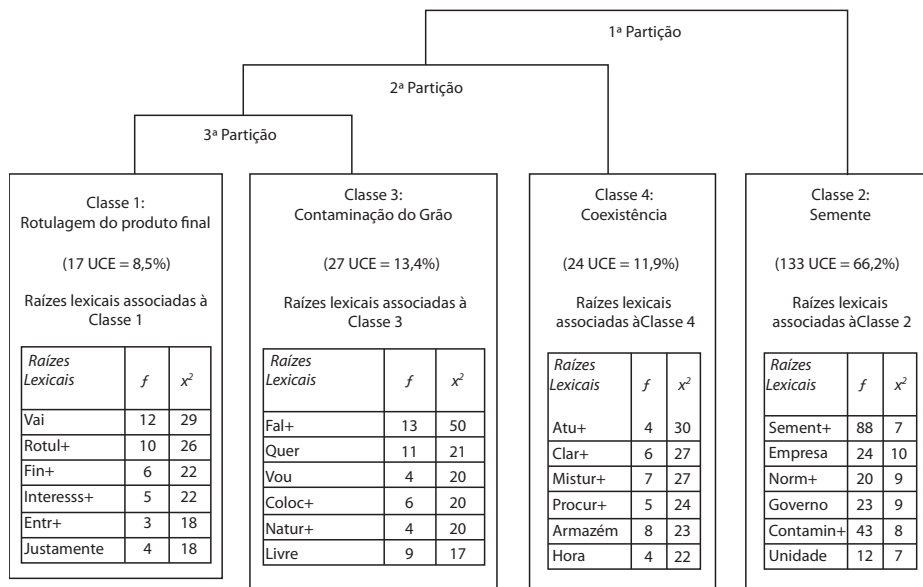 1ª Partição
2ª Partição
3ª Partição
Classe 1:
Rotulagem do produto final
(17 UCE = 8,5%)
Raízes lexicais associadas à
Classe 1
Raízes
Lexicais f x²
Vai 12 29
Rotul+ 10 26
Fin+ 6 22
Interesss+ 5 22
Entr+ 3 18
Justamente 4 18
Classe 3:
Contaminação do Grão
(27 UCE = 13,4%)
Raízes lexicais associadas à
Classe 3
Raízes
Lexicais f x²
Fal+ 13 50
Quer 11 21
Vou 4 20
Coloc+ 6 20
Natur+ 4 20
Livre 9 17
Classe 4:
Coexistência
(24 UCE = 11,9%)
Raízes lexicais
associadas àClasse 4
Raízes
Lexicais f x²
Atu+ 4 30
Clar+ 6 27
Mistur+ 7 27
Procur+ 5 24
Armazém 8 23
Hora 4 22
Classe 2:
Semente
(133 UCE = 66,2%)
Raízes lexicais
associadas àClasse 2
Raízes
Lexicais f x²
Sement+ 88 7
Empresa 24 10
Norm+ 20 9
Governo 23 9
Contamin+ 43 8
Unidade 12 7